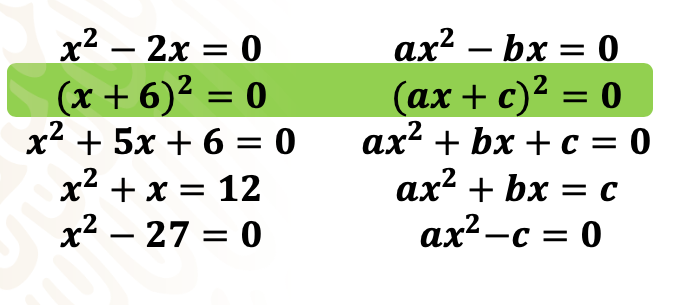 x² − 2x = 0 ax² − bx = 0
(x + 6)² = 0 (ax + c)² = 0
x² + 5x + 6 = 0 ax² + bx + c = 0
x² + x = 12 ax² + bx = c
x² − 27 = 0 ax²−c = 0